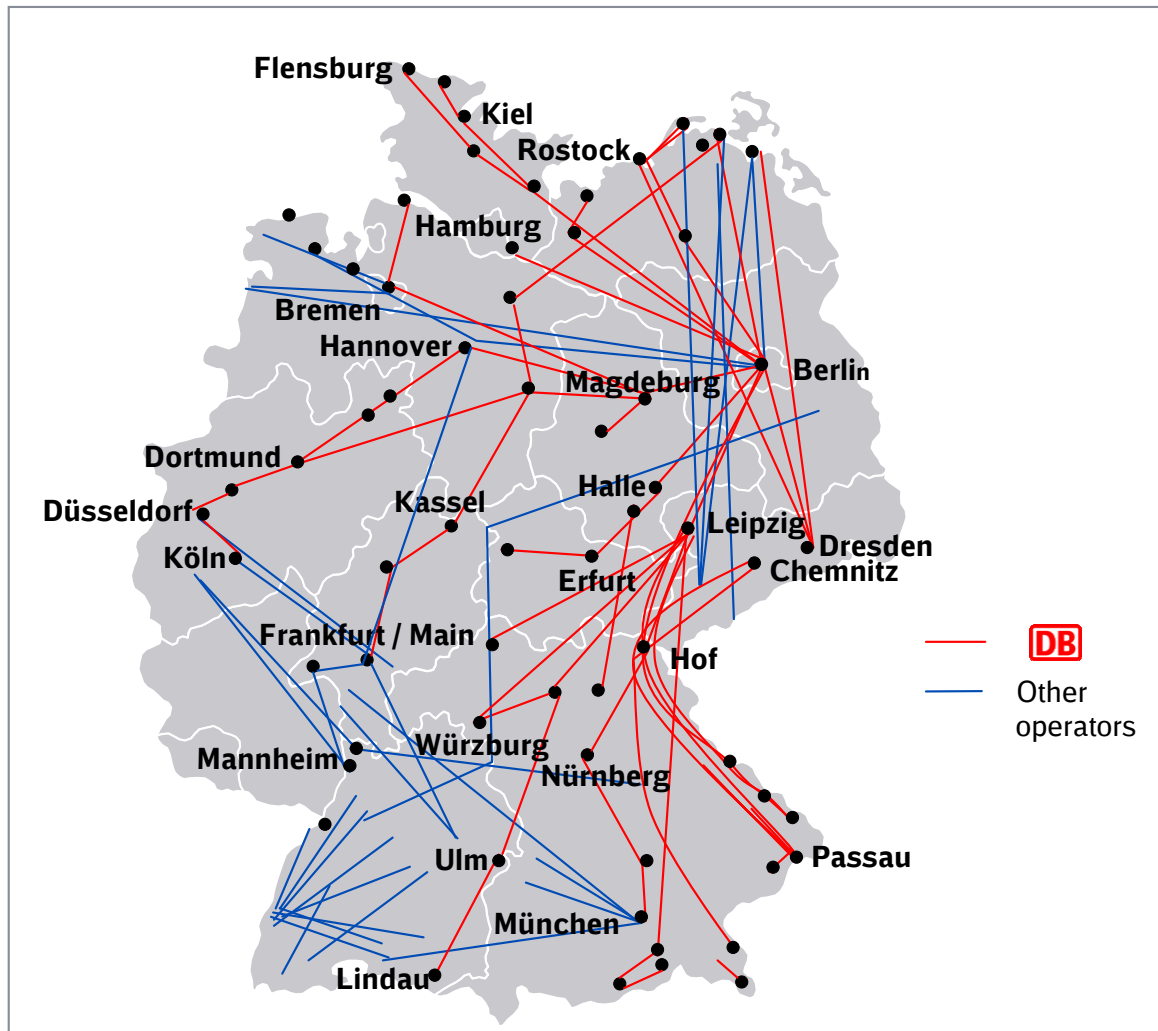 Flensburg
Kiel
Rostock
Hamburg
Bremen
Hannover
Berlin
Magdeburg
Dortmund
Halle
Kassel
Düsseldorf
Leipzig
Köln
Dresden
Erfurt
Chemnitz
Frankfurt / Main
Hof
DB
Other
operators
Würzburg
Mannheim
Nürnberg
Ulm
Passau
München
Lindau